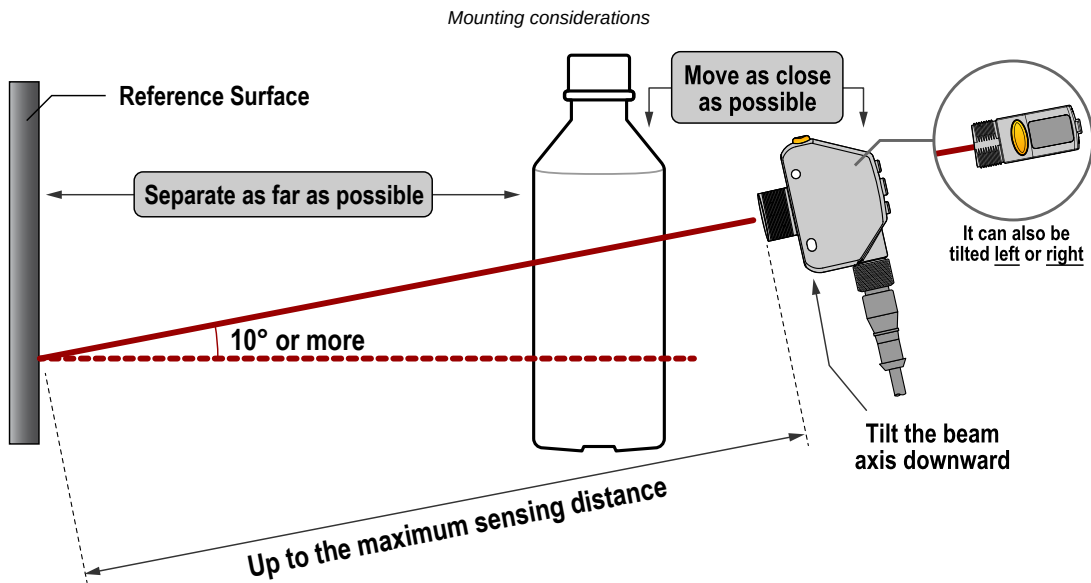 Mounting considerations
Reference Surface
Move as close
as possible
Separate as far as possible
It can also be
tilted left or right
10° or more
Tilt the beam
axis downward
Up to the maximum sensing distance